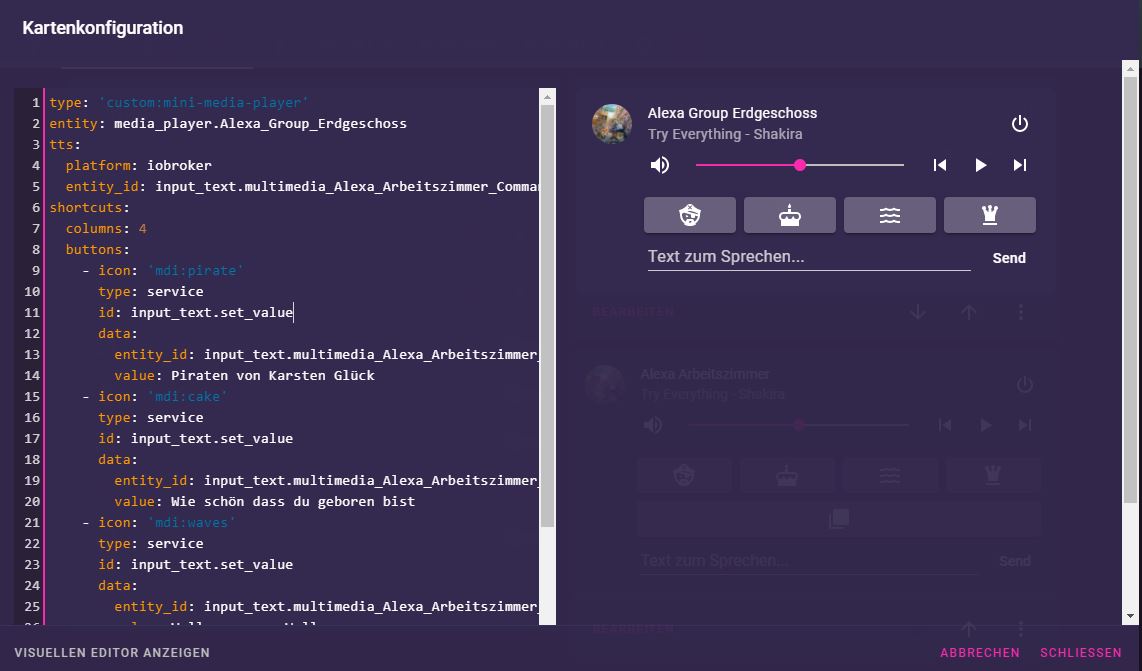 Kartenkonfiguration
1 type: 'custom:mini-media-player'
2 entity: media_player.Alexa_Group_Erdgeschoss
3 tts:
4 platform: iobroker
5 entity_id: input_text.multimedia_Alexa_Arbeitszimmer_Comman
6 shortcuts:
7 columns: 4
8 buttons:
9 - icon: 'mdi:pirate'
10 type: service
11 id: input_text.set_value
12 data:
13 entity_id: input_text.multimedia_Alexa_Arbeitszimmer_
14 value: Piraten von Karsten Glück
15 - icon: 'mdi:cake'
16 type: service
17 id: input_text.set_value
18 data:
19 entity_id: input_text.multimedia_Alexa_Arbeitszimmer_
20 value: Wie schön dass du geboren bist
21 - icon: 'mdi:waves'
22 type: service
23 id: input_text.set_value
24 data:
25 entity_id: input_text.multimedia_Alexa_Arbeitszimmer_
Alexa Group Erdgeschoss
Try Everything - Shakira
Text zum Sprechen...
Send
BEARBEITEN
Alexa Arbeitszimmer
Try Everything - Shakira
Text zum Sprechen...
Send
BEARBEITEN
VISUELLEN EDITOR ANZEIGEN
ABBRECHEN
SCHLIESSEN